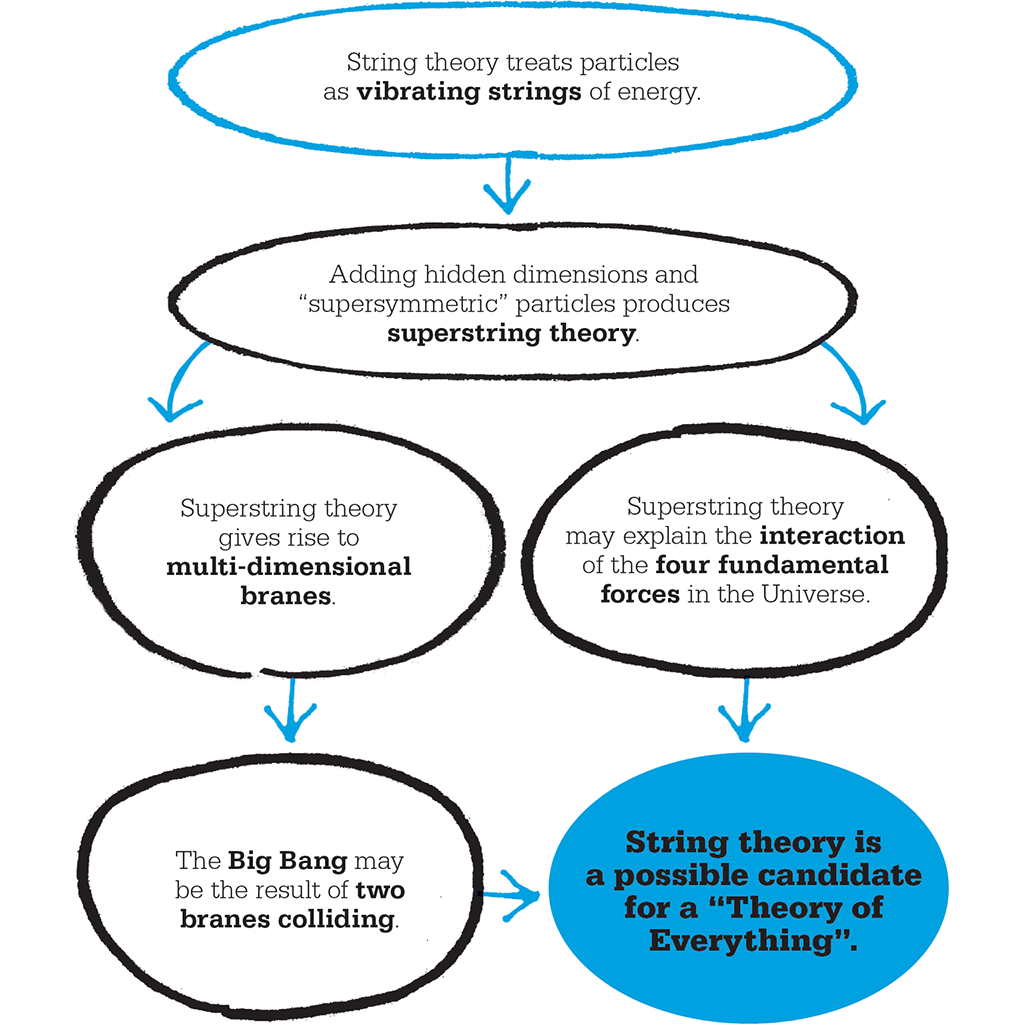 String theory treats particles
as vibrating strings of energy.
Adding hidden dimensions and
“supersymmetric” particles produces
superstring theory.
Superstring theory
gives rise to
multi-dimensional
branes.
Superstring theory
may explain the interaction
of the four fundamental
forces in the Universe.
The Big Bang may
be the result of two
branes colliding.
String theory is
a possible candidate
for a “Theory of
Everything”.